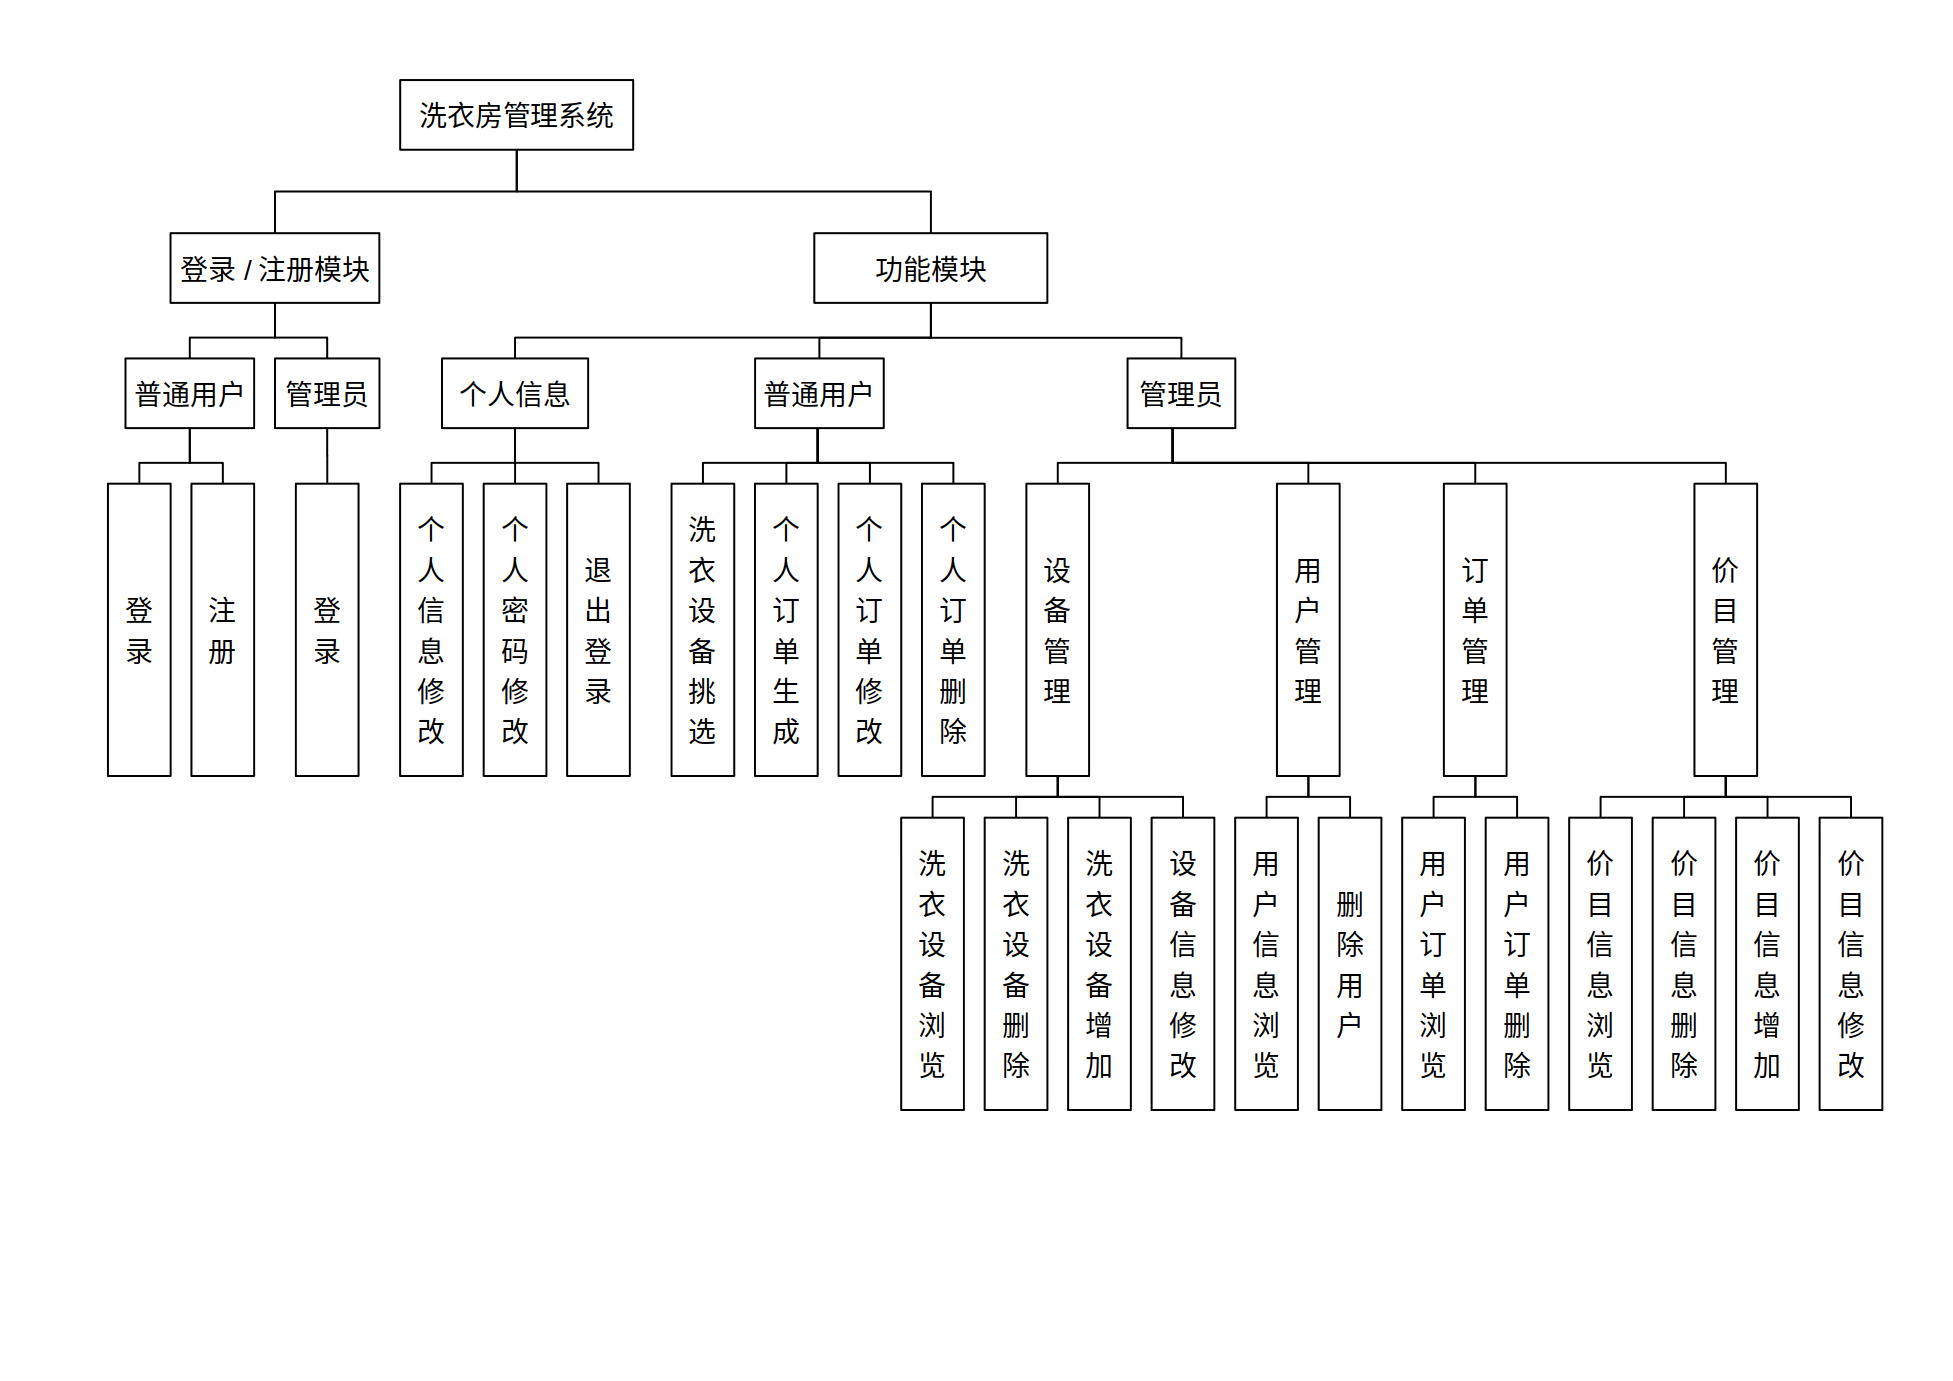 洗衣房管理系统
登录 / 注册模块
功能模块
普通用户
管理员
个人信息
普通用户
管理员
登录
注册
登录
个人信息修改
个人密码修改
退出登录
洗衣设备挑选
个人订单生成
个人订单修改
个人订单删除
设备管理
用户管理
订单管理
价目管理
洗衣设备浏览
洗衣设备删除
洗衣设备增加
设备信息修改
用户信息浏览
删除用户
用户订单浏览
用户订单删除
价目信息浏览
价目信息删除
价目信息增加
价目信息修改